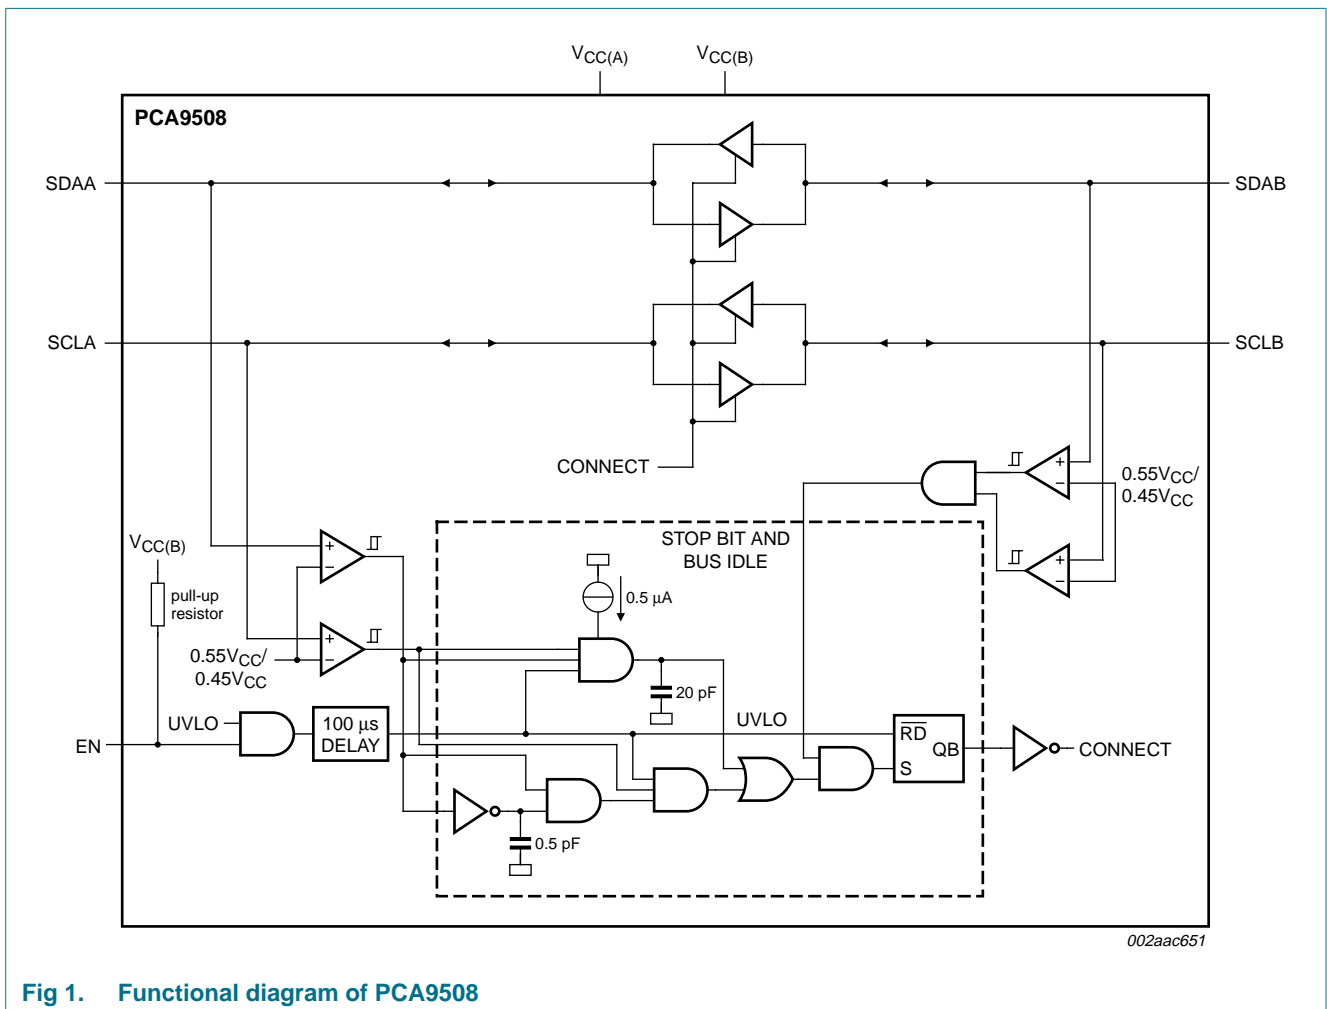 VCC(A)
VCC(B)
PCA9508
SDAA
SDAB
SCLA
SCLB
CONNECT
0.55VCC/
0.45VCC
STOP BIT AND
BUS IDLE
VCC(B)
pull-up
resistor
0.5 μA
0.55VCC/
0.45VCC
20 pF
UVLO
100 μs
DELAY
UVLO
EN
RD
QB
S
CONNECT
0.5 pF
002aac651
Fig 1. Functional diagram of PCA9508